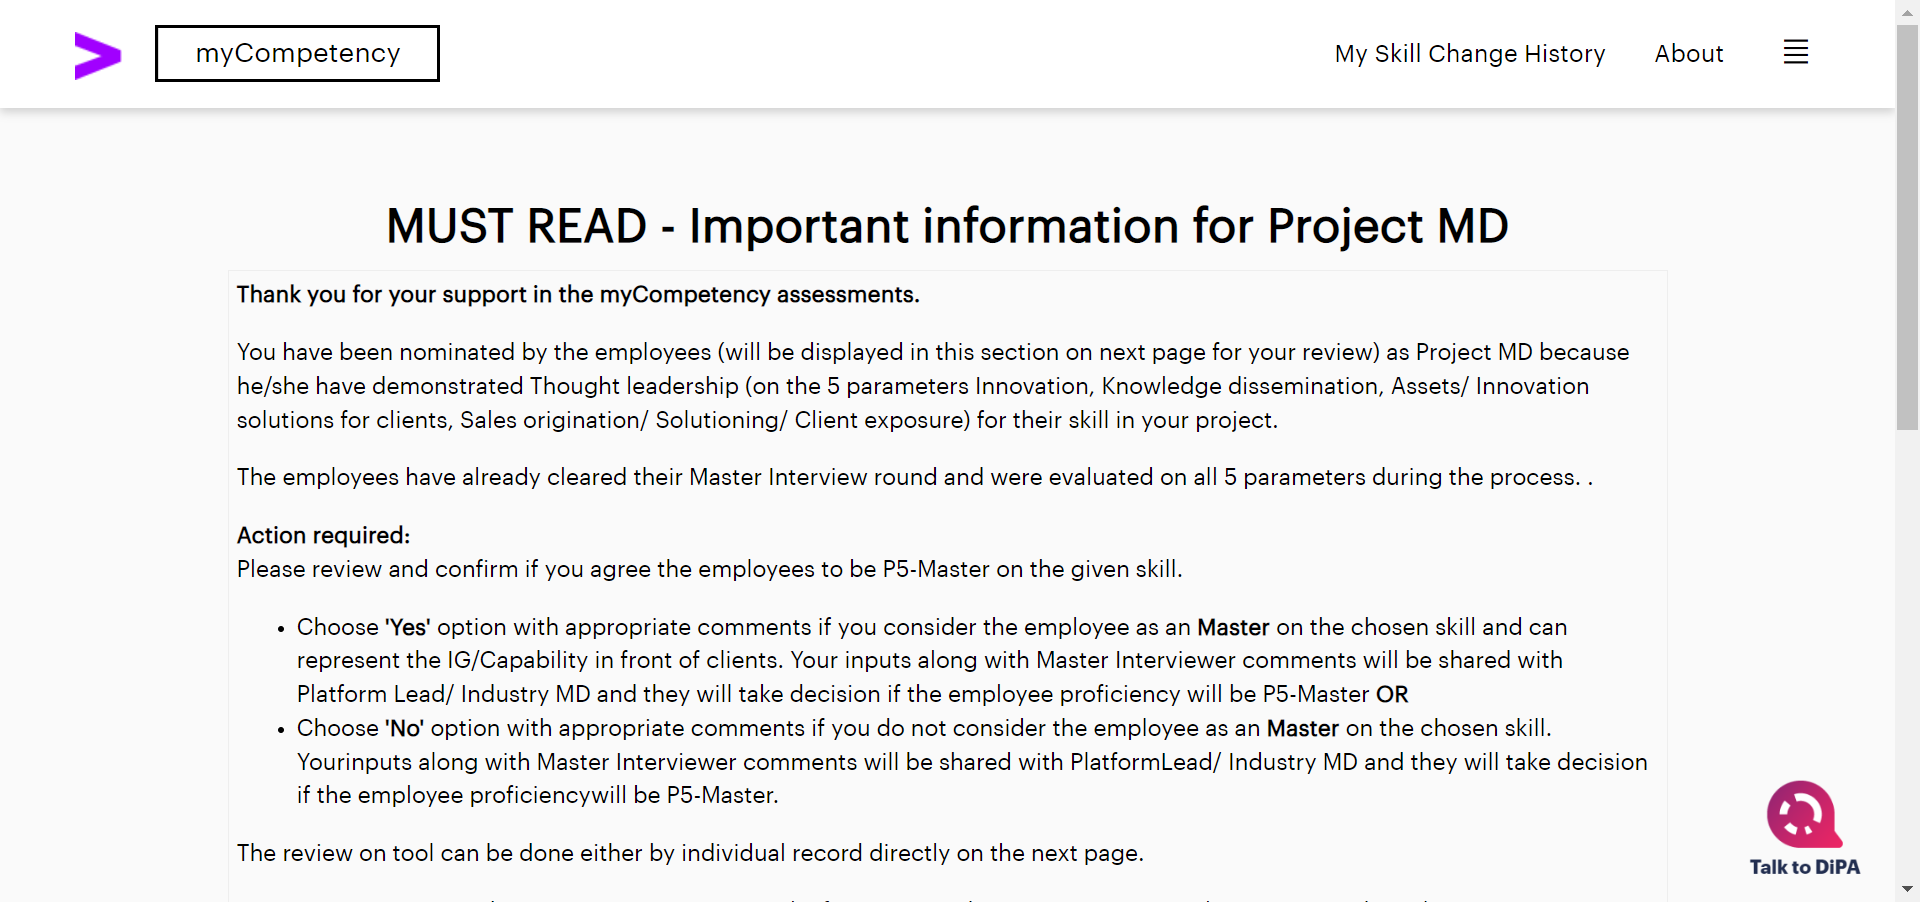 myCompetency
My Skill Change History
About
MUST READ - Important information for Project MD
Thank you for your support in the myCompetency assessments.
You have been nominated by the employees (will be displayed in this section on next page for your review) as Project MD because
he/she have demonstrated Thought leadership (on the 5 parameters Innovation, Knowledge dissemination, Assets/ Innovation
solutions for clients, Sales origination/ Solutioning/ Client exposure) for their skill in your project.
The employees have already cleared their Master Interview round and were evaluated on all 5 parameters during the process. .
Action required:
Please review and confirm if you agree the employees to be P5-Master on the given skill.
• Choose 'Yes' option with appropriate comments if you consider the employee as an Master on the chosen skill and can
represent the IG/Capability in front of clients. Your inputs along with Master Interviewer comments will be shared with
Platform Lead/ Industry MD and they will take decision if the employee proficiency will be P5-Master OR
• Choose 'No' option with appropriate comments if you do not consider the employee as an Master on the chosen skill.
Yourinputs along with Master Interviewer comments will be shared with PlatformLead/ Industry MD and they will take decision
if the employee proficiencywill be P5-Master.
The review on tool can be done either by individual record directly on the next page.
Talk to DiPA